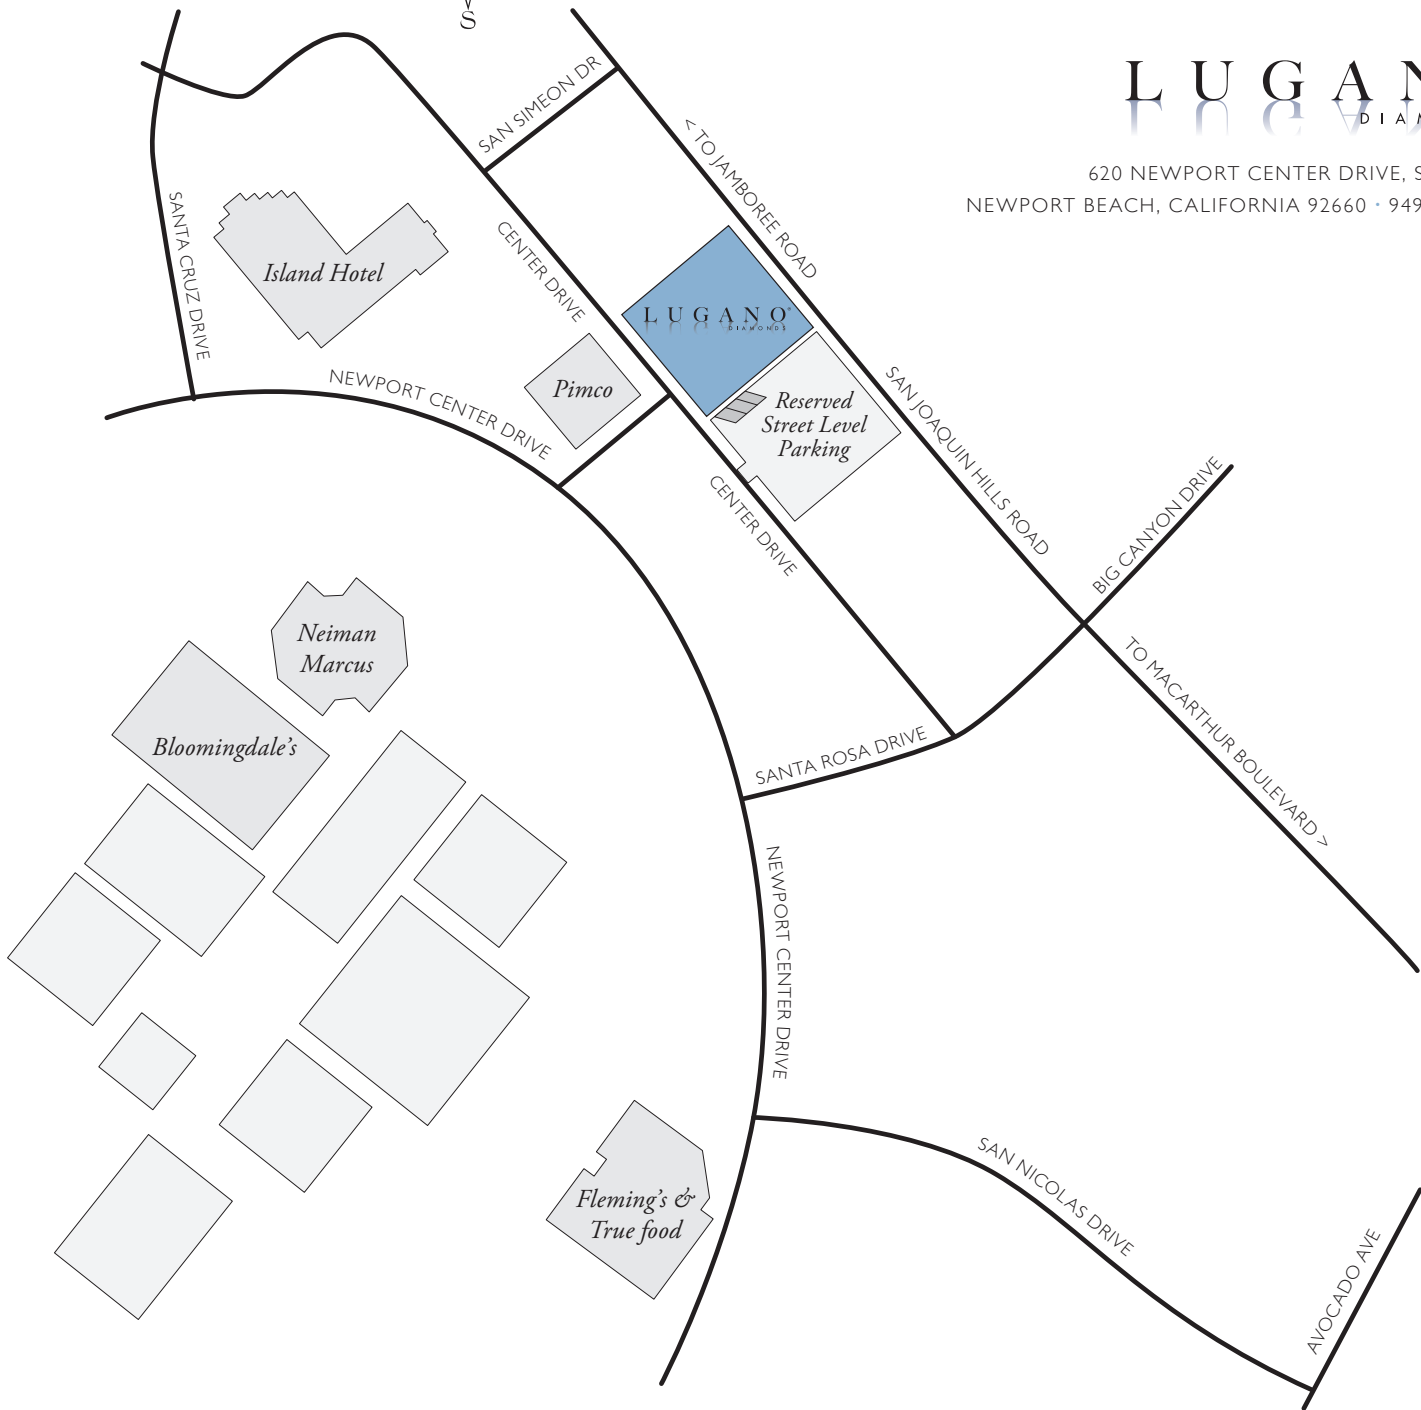 S
LUGAN
DIAM
620 NEWPORT CENTER DRIVE, S
NEWPORT BEACH, CALIFORNIA 92660 • 949
SAN SIMEON DR
< TO JAMBOREE ROAD
SANTA CRUZ DRIVE
Island Hotel
CENTER DRIVE
LUGANO®
DIAMONDS
NEWPORT CENTER DRIVE
Pimco
Reserved
Street Level
Parking
SAN JOAQUIN HILLS ROAD
CENTER DRIVE
BIG CANYON DRIVE
Neiman
Marcus
TO MACARTHUR BOULEVARD >
Bloomingdale's
SANTA ROSA DRIVE
NEWPORT CENTER DRIVE
Fleming's &
True food
SAN NICOLAS DRIVE
AVOCADO AVE